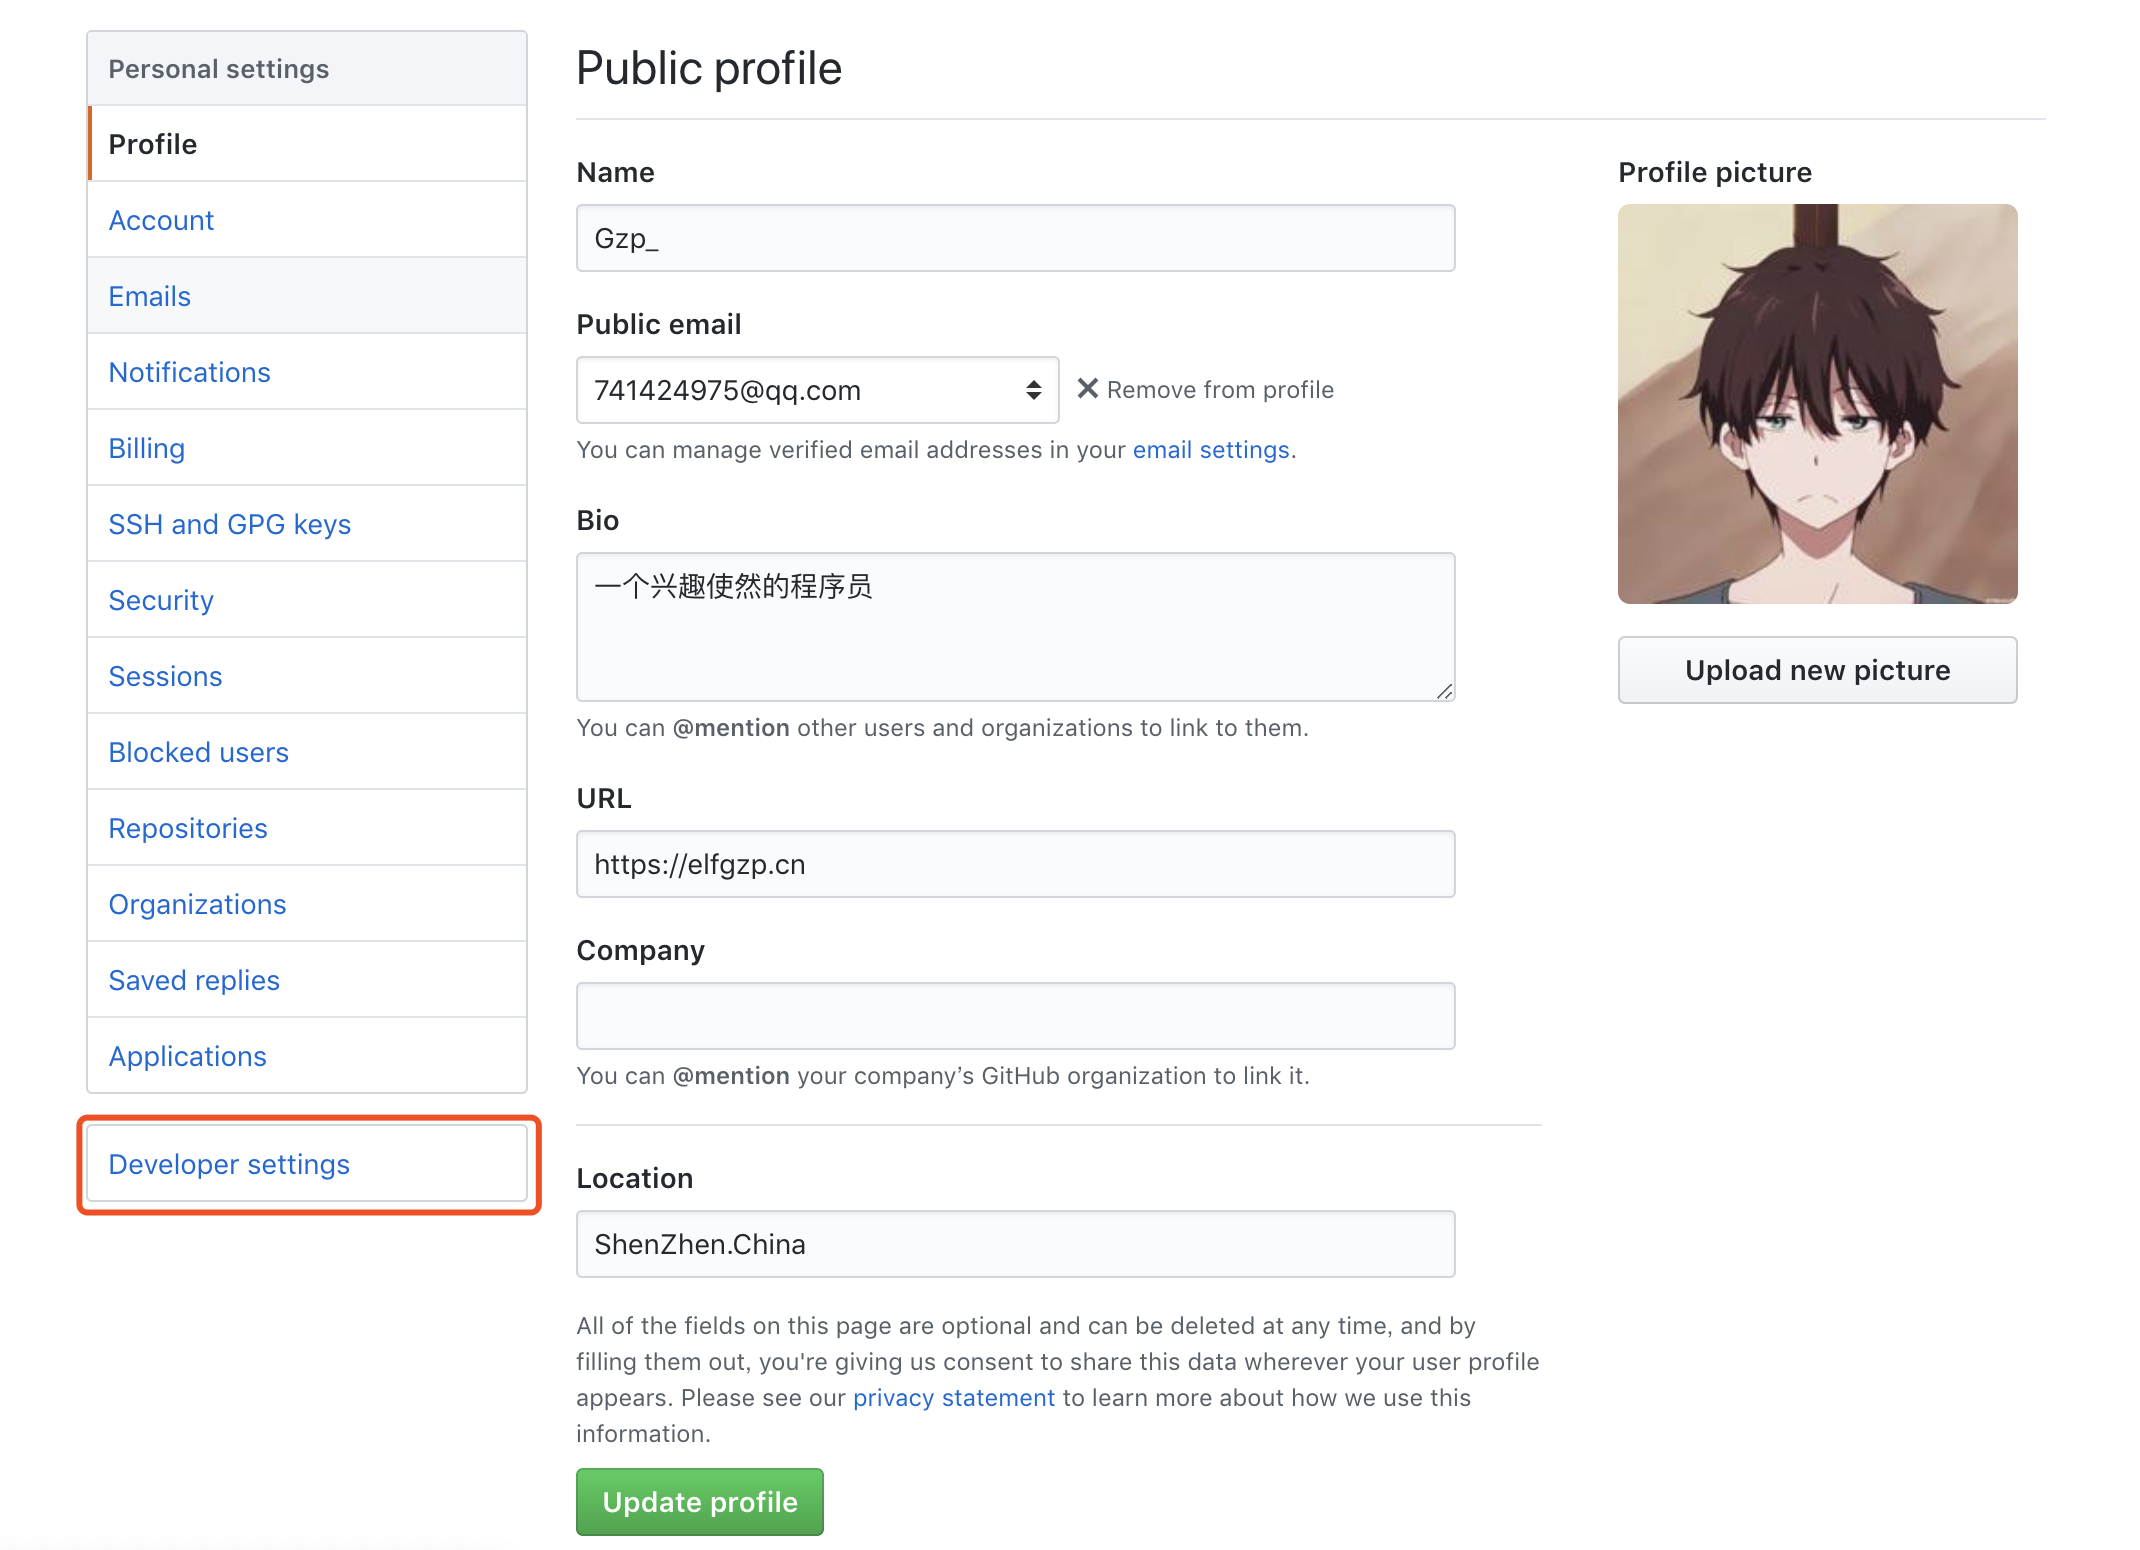 Personal settings
Profile
Account
Emails
Notifications
Billing
SSH and GPG keys
Security
Sessions
Blocked users
Repositories
Organizations
Saved replies
Applications
Developer settings
Public profile
Name
Gzp_
Public email
741424975@qq.com
Remove from profile
You can manage verified email addresses in your email settings.
Bio
一个兴趣使然的程序员
You can @mention other users and organizations to link to them.
URL
https://elfgzp.cn
Company
You can @mention your company’s GitHub organization to link it.
Location
ShenZhen.China
All of the fields on this page are optional and can be deleted at any time, and by
filling them out, you're giving us consent to share this data wherever your user profile
appears. Please see our privacy statement to learn more about how we use this
information.
Update profile
Profile picture
Upload new picture